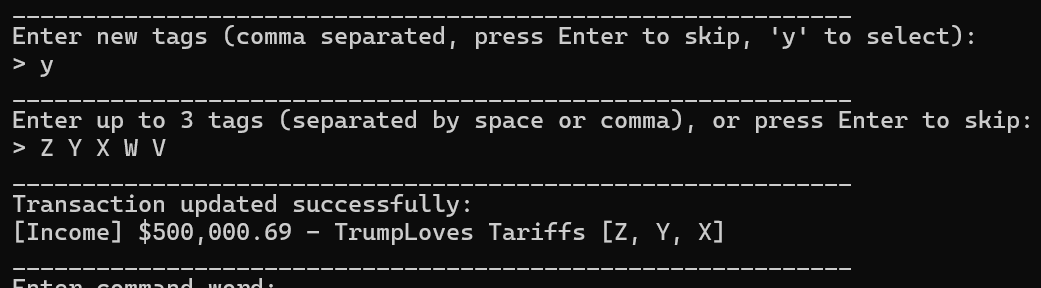 ____________________________________________________________
Enter new tags (comma separated, press Enter to skip, 'y' to select):
> y
____________________________________________________________
Enter up to 3 tags (separated by space or comma), or press Enter to skip:
> Z Y X W V
____________________________________________________________
Transaction updated successfully:
[Income] $500,000.69 - TrumpLoves Tariffs [Z, Y, X]
____________________________________________________________
Enter command word: